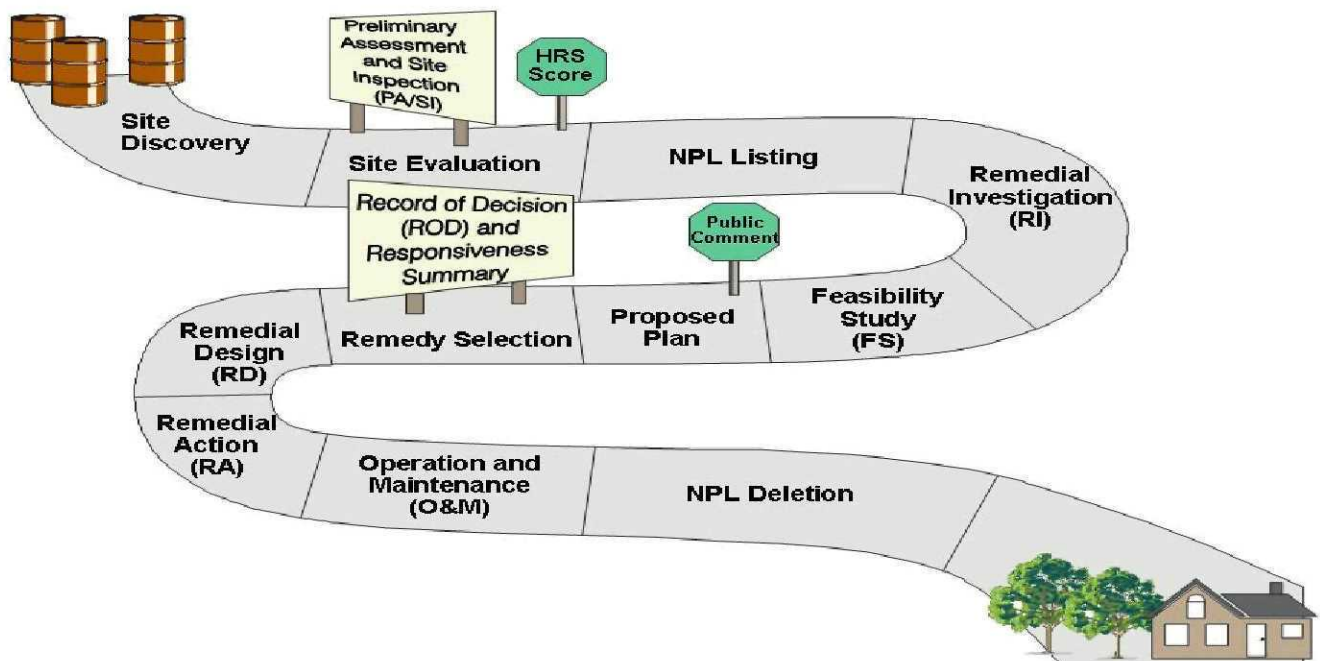 Preliminary
Assessment
and Site
Inspection
(PA/SI)
HRS
Score
Site
Discovery
Site Evaluation
NPL Listing
Remedial
Investigation
(RI)
Record of Decision
(ROD) and
Responsiveness
Summary
Public
Comment
Feasibility
Study
(FS)
Proposed
Plan
Remedy Selection
Remedial
Design
(RD)
Remedial
Action
(RA)
Operation and
Maintenance
(O&M)
NPL Deletion